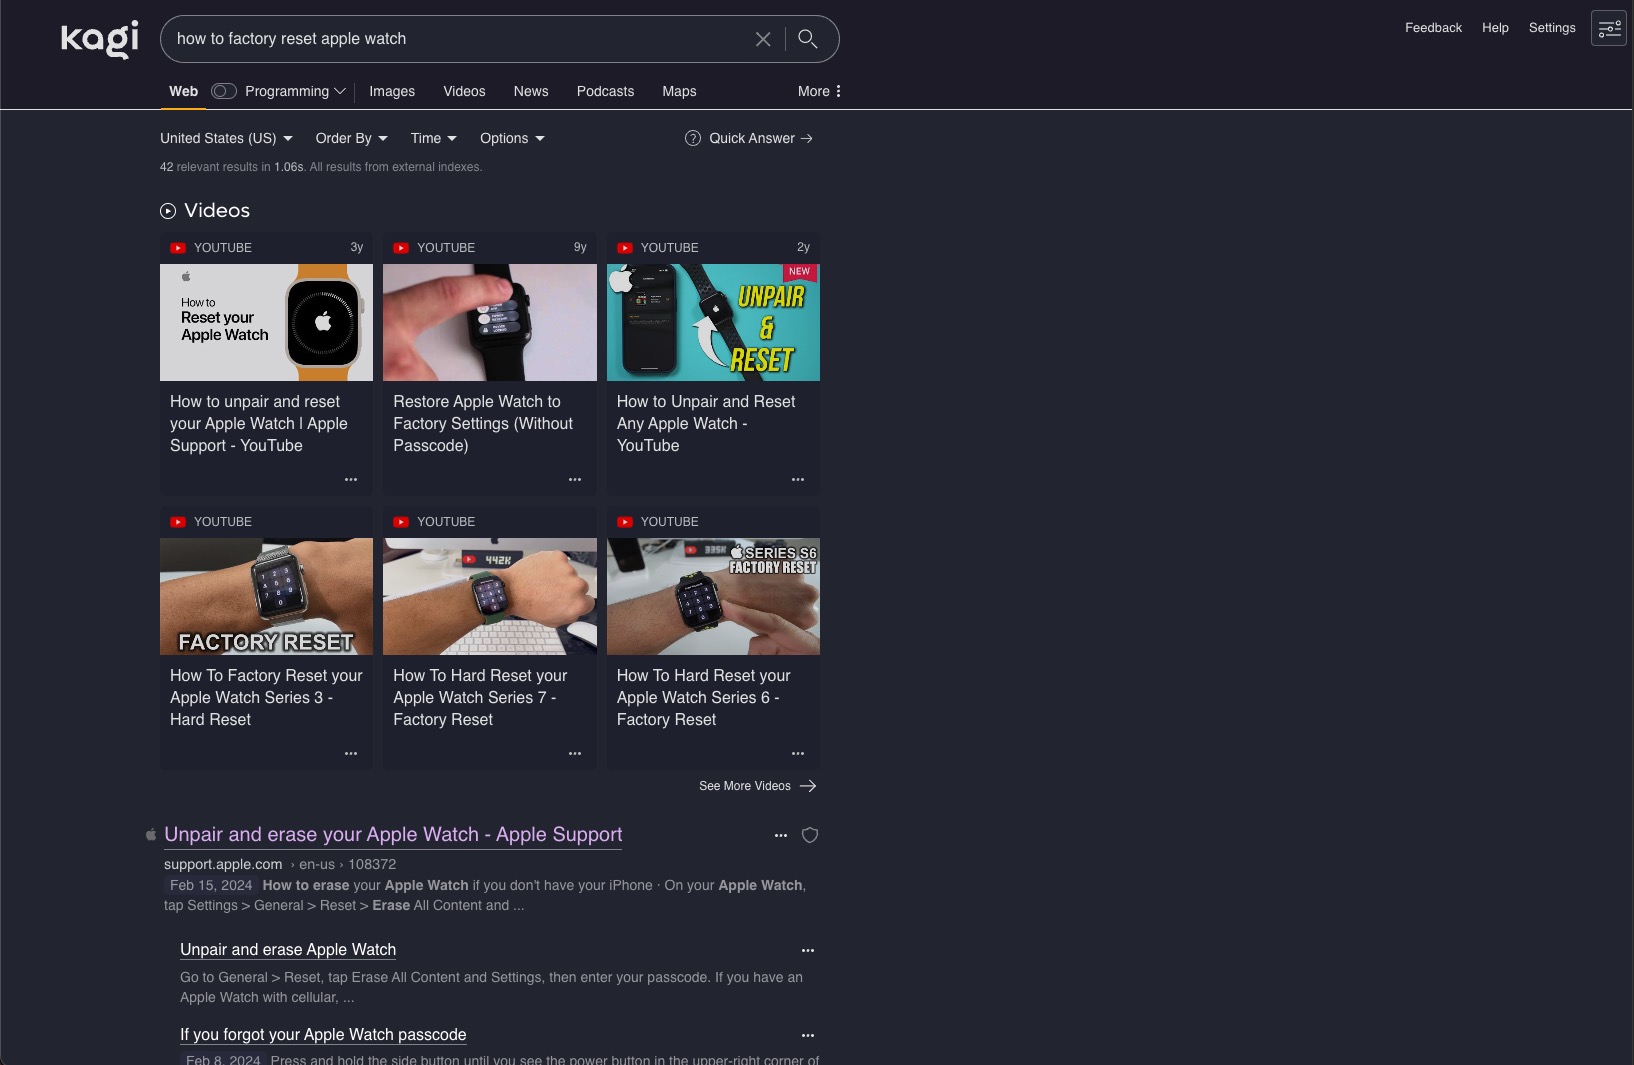 kagi
how to factory reset apple watch
Feedback
Help
Settings
Web
Programming
Images
Videos
News
Podcasts
Maps
More
United States (US)
Order By
Time
Options
Quick Answer →
42 relevant results in 1.06s. All results from external indexes.
Videos
YOUTUBE 3y
How to
Reset your
Apple Watch
How to unpair and reset
your Apple Watch | Apple
Support - YouTube
YOUTUBE 9y
Restore Apple Watch to
Factory Settings (Without
Passcode)
YOUTUBE 2y
NEW
UNPAIR
&
RESET
How to Unpair and Reset
Any Apple Watch -
YouTube
YOUTUBE
FACTORY RESET
How To Factory Reset your
Apple Watch Series 3 -
Hard Reset
YOUTUBE
442K
How To Hard Reset your
Apple Watch Series 7 -
Factory Reset
YOUTUBE
335K
SERIES S6
FACTORY RESET
How To Hard Reset your
Apple Watch Series 6 -
Factory Reset
See More Videos →
Unpair and erase your Apple Watch - Apple Support
support.apple.com › en-us › 108372
Feb 15, 2024 How to erase your Apple Watch if you don't have your iPhone · On your Apple Watch,
tap Settings > General > Reset > Erase All Content and ...
Unpair and erase Apple Watch
Go to General > Reset, tap Erase All Content and Settings, then enter your passcode. If you have an
Apple Watch with cellular, ...
If you forgot your Apple Watch passcode
Feb 8, 2024 Press and hold the side button until you see the power button in the upper-right corner of